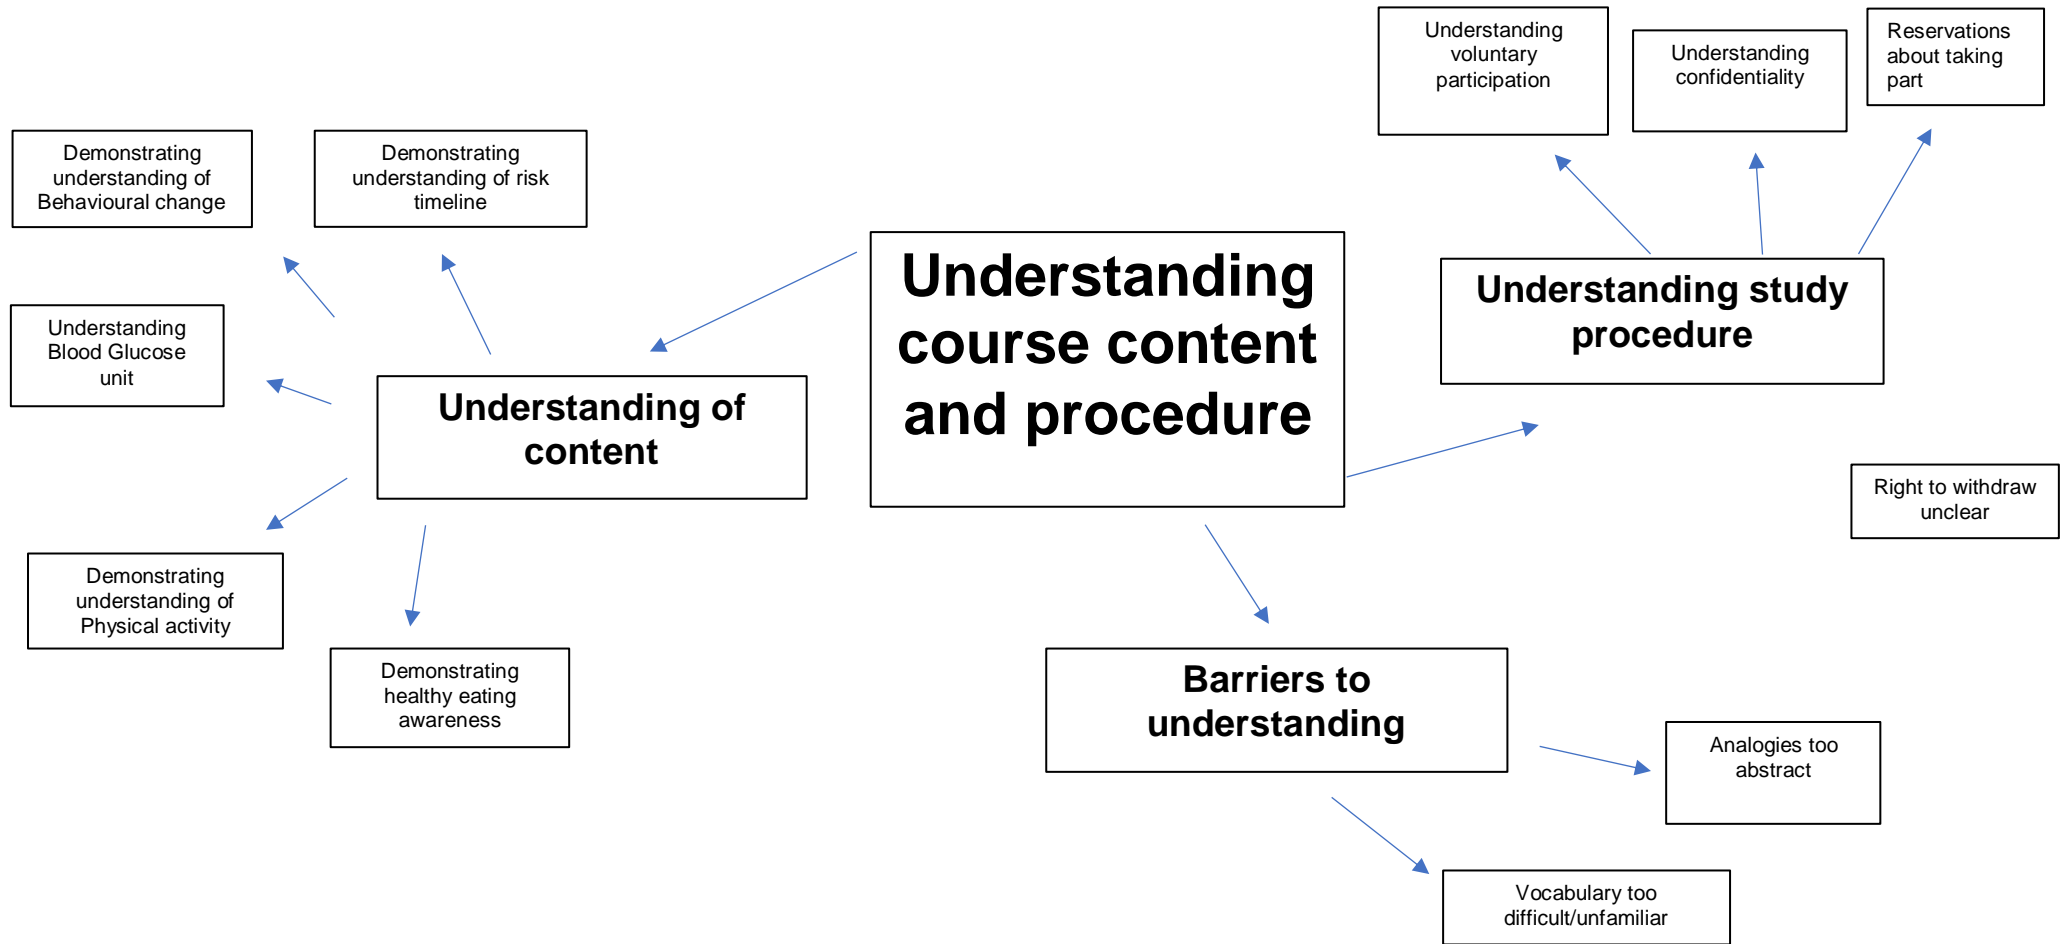 Understanding
voluntary
participation
Understanding
confidentiality
Reservations
about taking
part
Demonstrating
understanding of
Behavioural change
Demonstrating
understanding of risk
timeline
Understanding
course content
and procedure
Understanding study
procedure
Understanding
Blood Glucose
unit
Understanding of
content
Right to withdraw
unclear
Demonstrating
understanding of
Physical activity
Demonstrating
healthy eating
awareness
Barriers to
understanding
Analogies too
abstract
Vocabulary too
difficult/unfamiliar